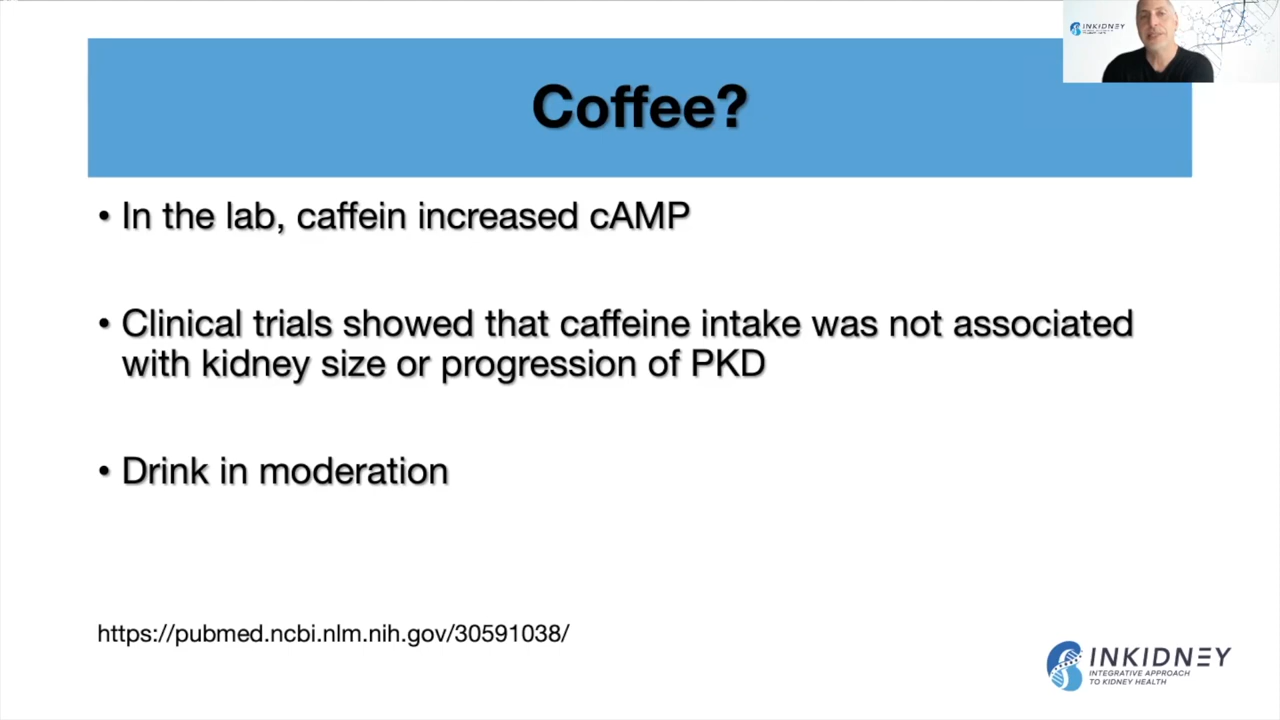 INKIDNEY
Coffee?
• In the lab, caffein increased cAMP
• Clinical trials showed that caffeine intake was not associated
with kidney size or progression of PKD
• Drink in moderation
https://pubmed.ncbi.nlm.nih.gov/30591038/
INKIDNEY
INTEGRATIVE APPROACH
TO KIDNEY HEALTH